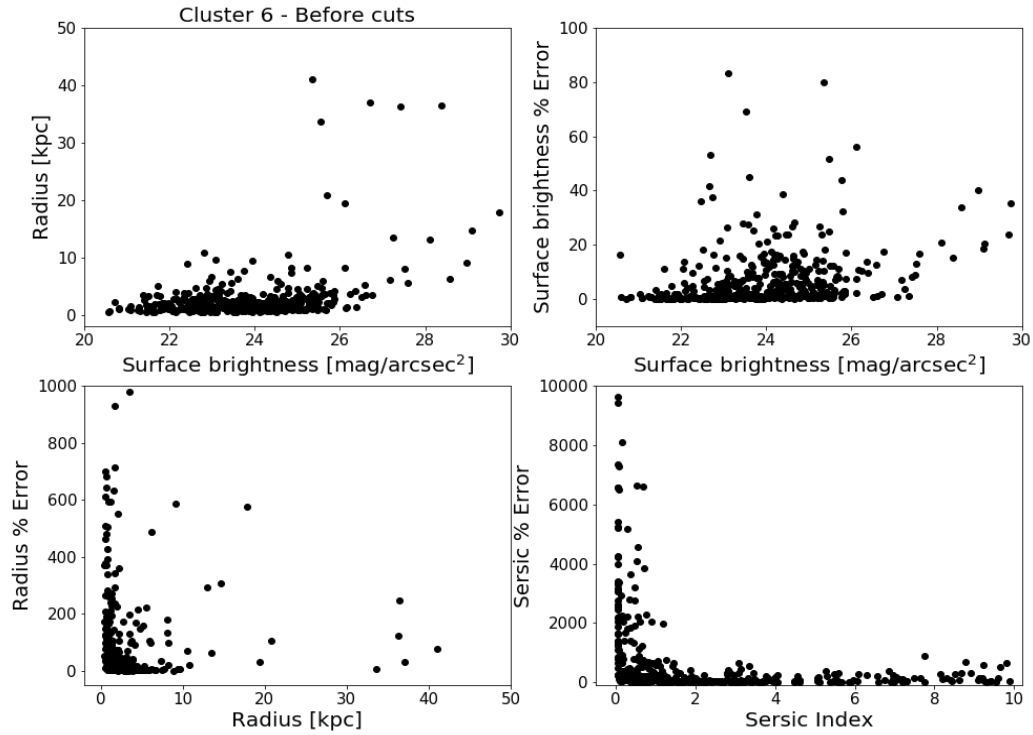 Cluster 6 - Before cuts
50
40
30
20
10
0
Radius [kpc]
20 22 24 26 28 30
Surface brightness [mag/arcsec²]
100
80
60
40
20
0
Surface brightness % Error
20 22 24 26 28 30
Surface brightness [mag/arcsec²]
1000
800
600
400
200
0
Radius % Error
0 10 20 30 40 50
Radius [kpc]
10000
8000
6000
4000
2000
0
Sersic % Error
0 2 4 6 8 10
Sersic Index